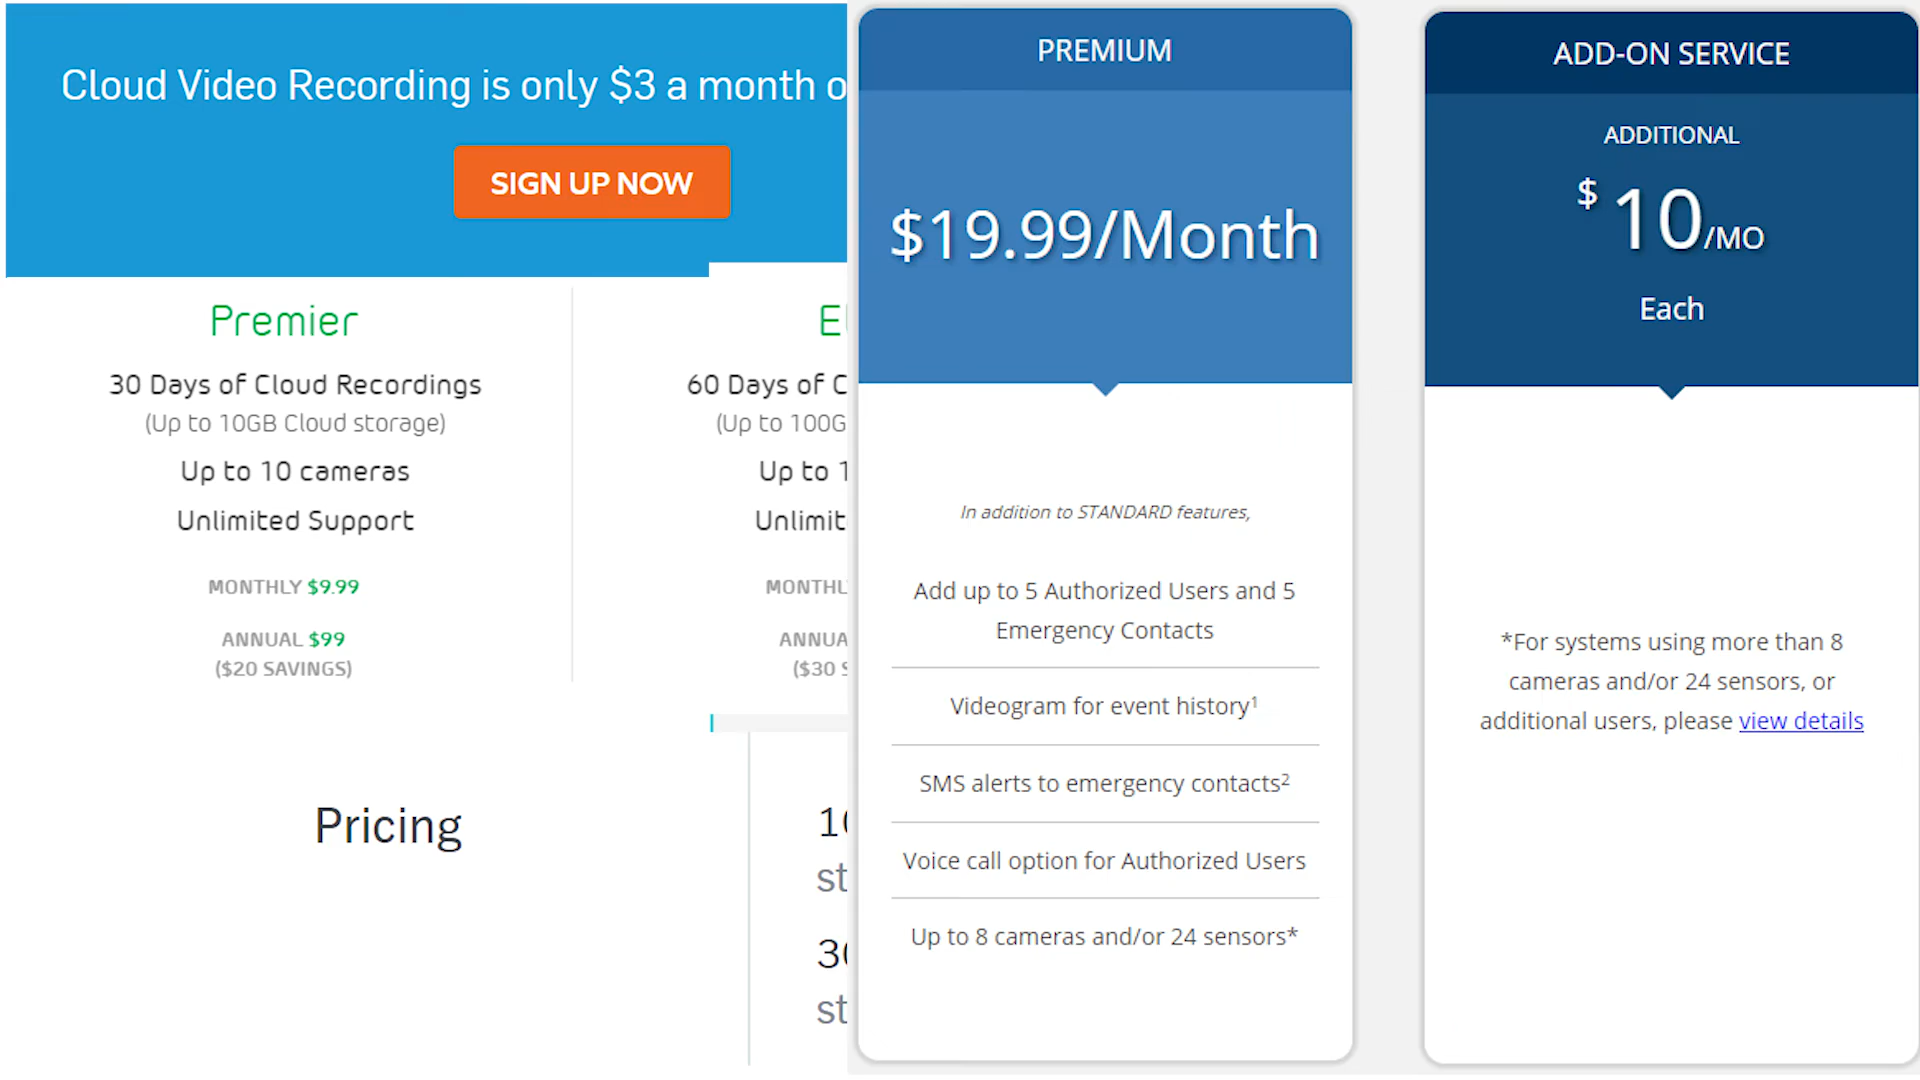 Cloud Video Recording is only $3 a month o
SIGN UP NOW
Premier
30 Days of Cloud Recordings
(Up to 10GB Cloud storage)
Up to 10 cameras
Unlimited Support
MONTHLY $9.99
ANNUAL $99
($20 SAVINGS)
60 Days of C
(Up to 100G
Up to 1
Unlimit
MONTHL
ANNUA
($30 S
Pricing
st
st
PREMIUM
$19.99/Month
In addition to STANDARD features,
Add up to 5 Authorized Users and 5
Emergency Contacts
Videogram for event history¹
SMS alerts to emergency contacts²
Voice call option for Authorized Users
Up to 8 cameras and/or 24 sensors*
ADD-ON SERVICE
ADDITIONAL
$10/MO
Each
*For systems using more than 8
cameras and/or 24 sensors, or
additional users, please view details